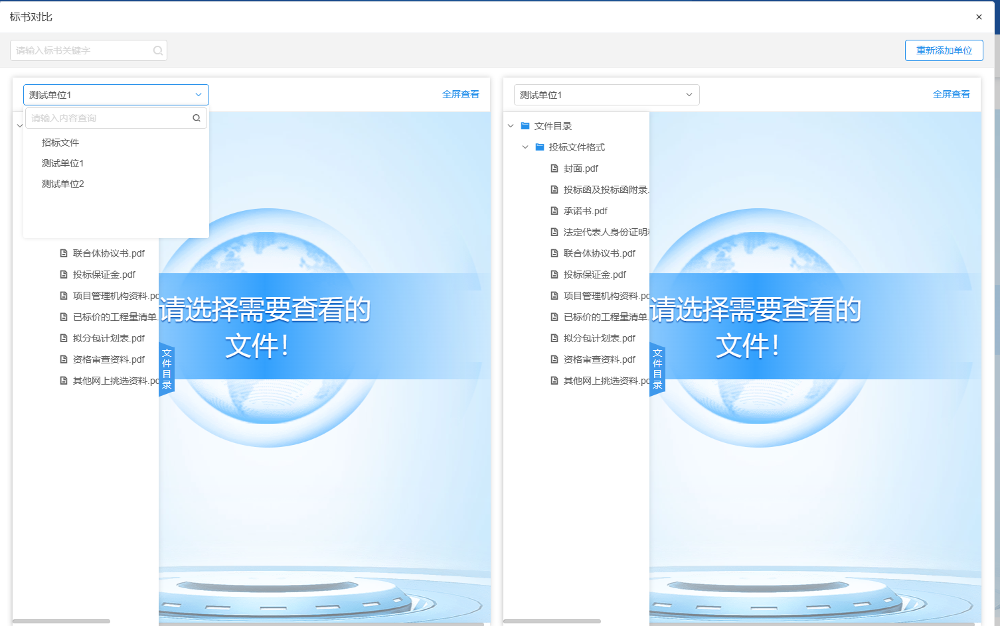 标书对比
请输入标书关键字
重新添加单位
测试单位1
全屏查看
请输入内容查询
招标文件
测试单位1
测试单位2
联合体协议书.pdf
投标保证金.pdf
项目管理机构资料.pd
已标价的工程量清单.
拟分包计划表.pdf
资格审查资料.pdf
其他网上挑选资料.pd
文件目录
请选择需要查看的
文件！
测试单位1
全屏查看
文件目录
投标文件格式
封面.pdf
投标函及投标函附录.
承诺书.pdf
法定代表人身份证明
联合体协议书.pdf
投标保证金.pdf
项目管理机构资料.pd
已标价的工程量清单.
拟分包计划表.pdf
资格审查资料.pdf
其他网上挑选资料.pd
文件目录
请选择需要查看的
文件！